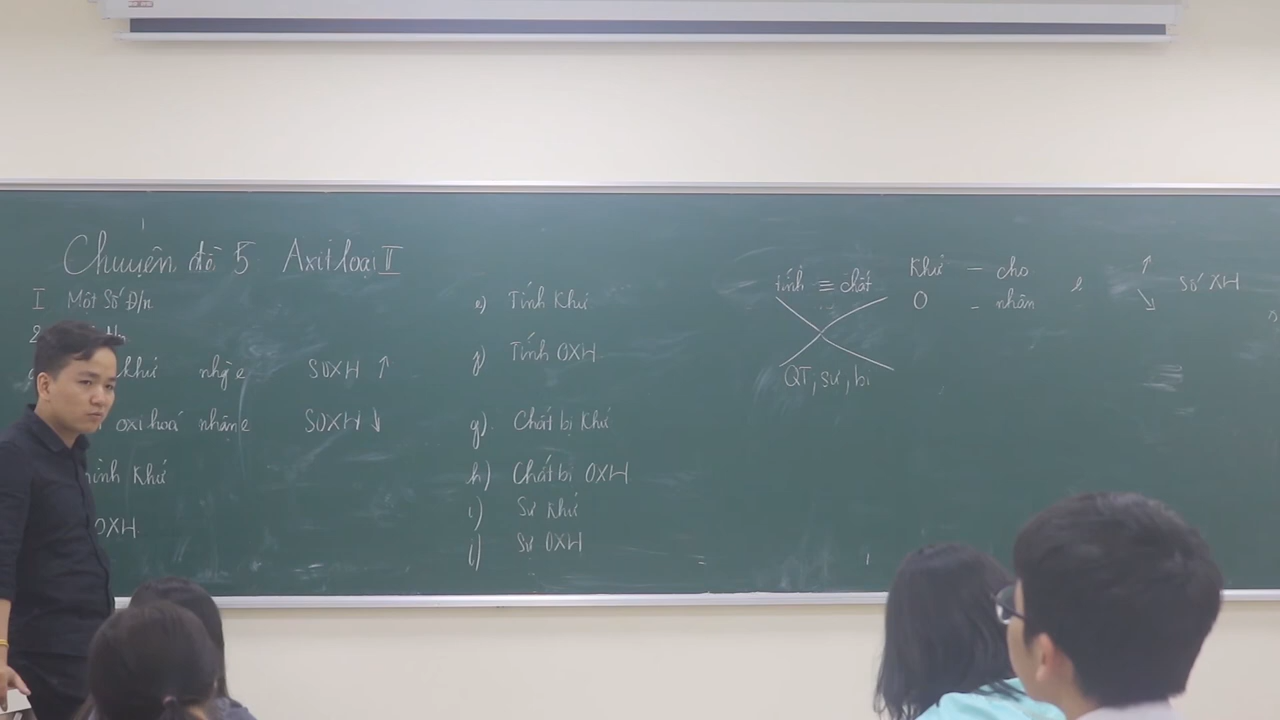 Chuyên đề 5 Axit loại II
I Một Số Đ/n
khử nhg e SOXH ↑
oxi hoá nhận e SOXH ↓
trình Khử
OXH
e) Tính Khử
f) Tính OXH
g) Chất bị Khử
h) Chất bị OXH
i) Sự Khử
Sự OXH
tính ≡ chất
QT, sự, bị
Khử – cho
O – nhận
e
↑
↘
Số XH